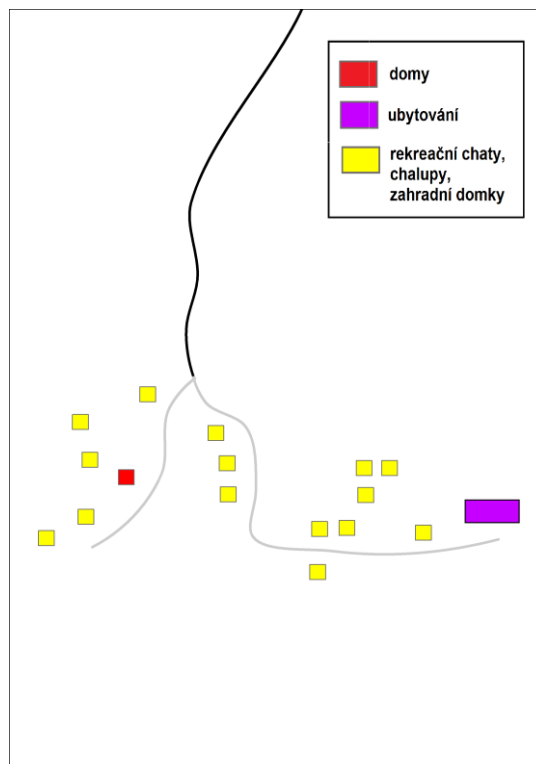 domy
ubytování
rekreační chaty,
chalupy,
zahradní domky